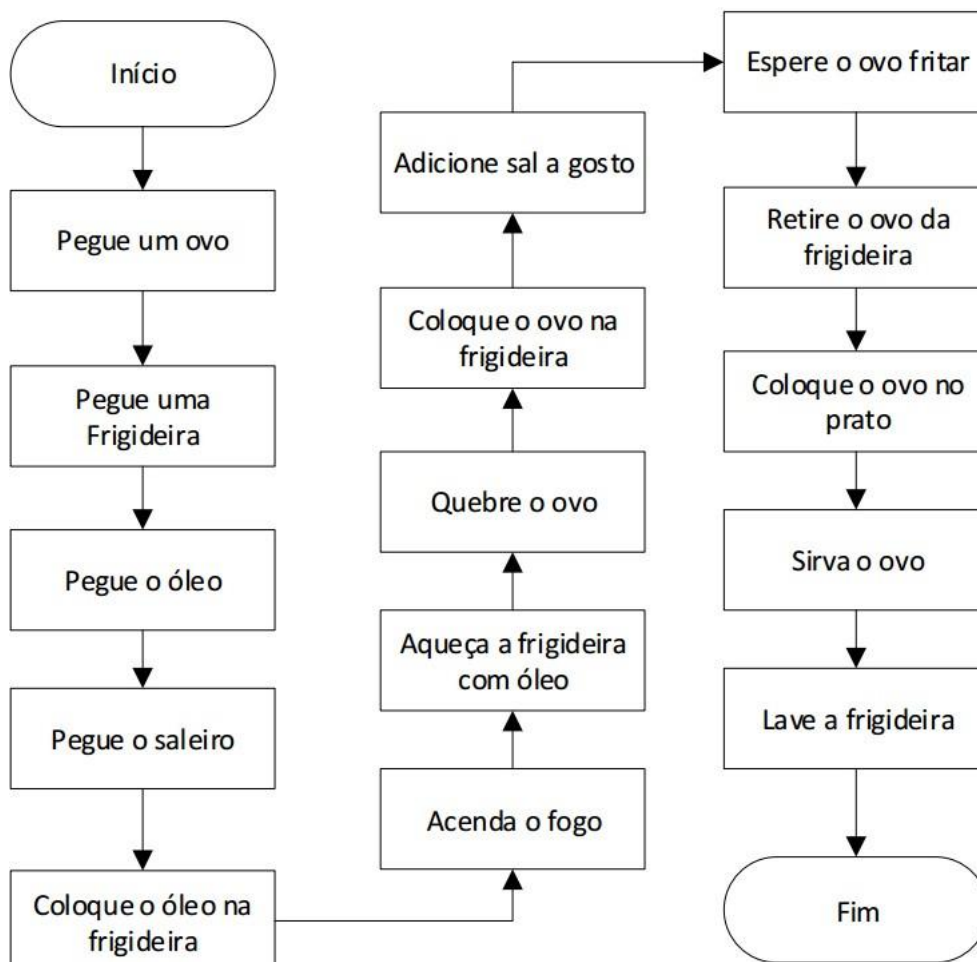 Início
Pegue um ovo
Pegue uma
Frigideira
Pegue o óleo
Pegue o saleiro
Coloque o óleo na
frigideira
Acenda o fogo
Aqueça a frigideira
com óleo
Quebre o ovo
Coloque o ovo na
frigideira
Adicione sal a gosto
Espere o ovo fritar
Retire o ovo da
frigideira
Coloque o ovo no
prato
Sirva o ovo
Lave a frigideira
Fim